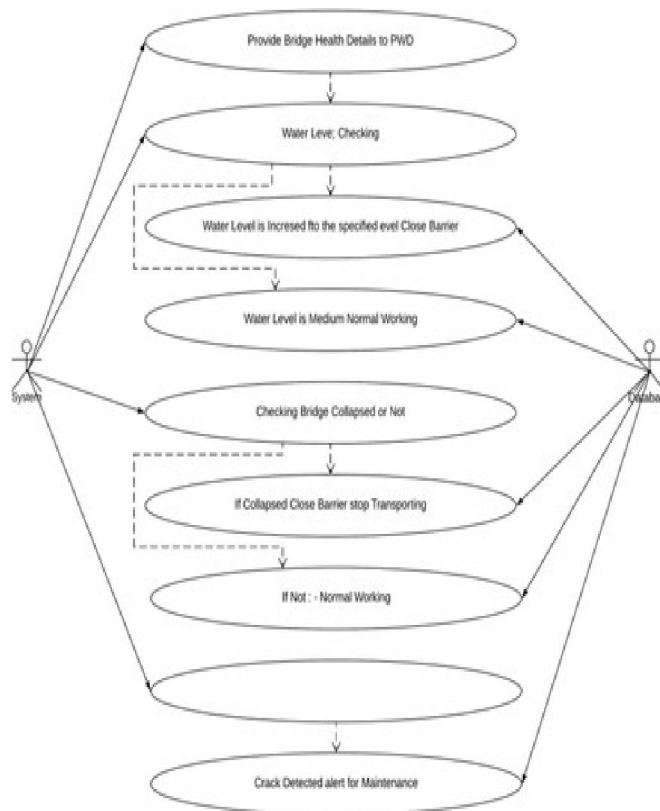 Provide Bridge Health Details to PWD
Water Leve; Checking
Water Level is Incresed fto the specified evel Close Barrier
Water Level is Medium Normal Working
System
Databa
Checking Bridge Collapsed or Not
If Collapsed Close Barrier stop Transporting
If Not : - Normal Working
Crack Detected alert for Maintenance